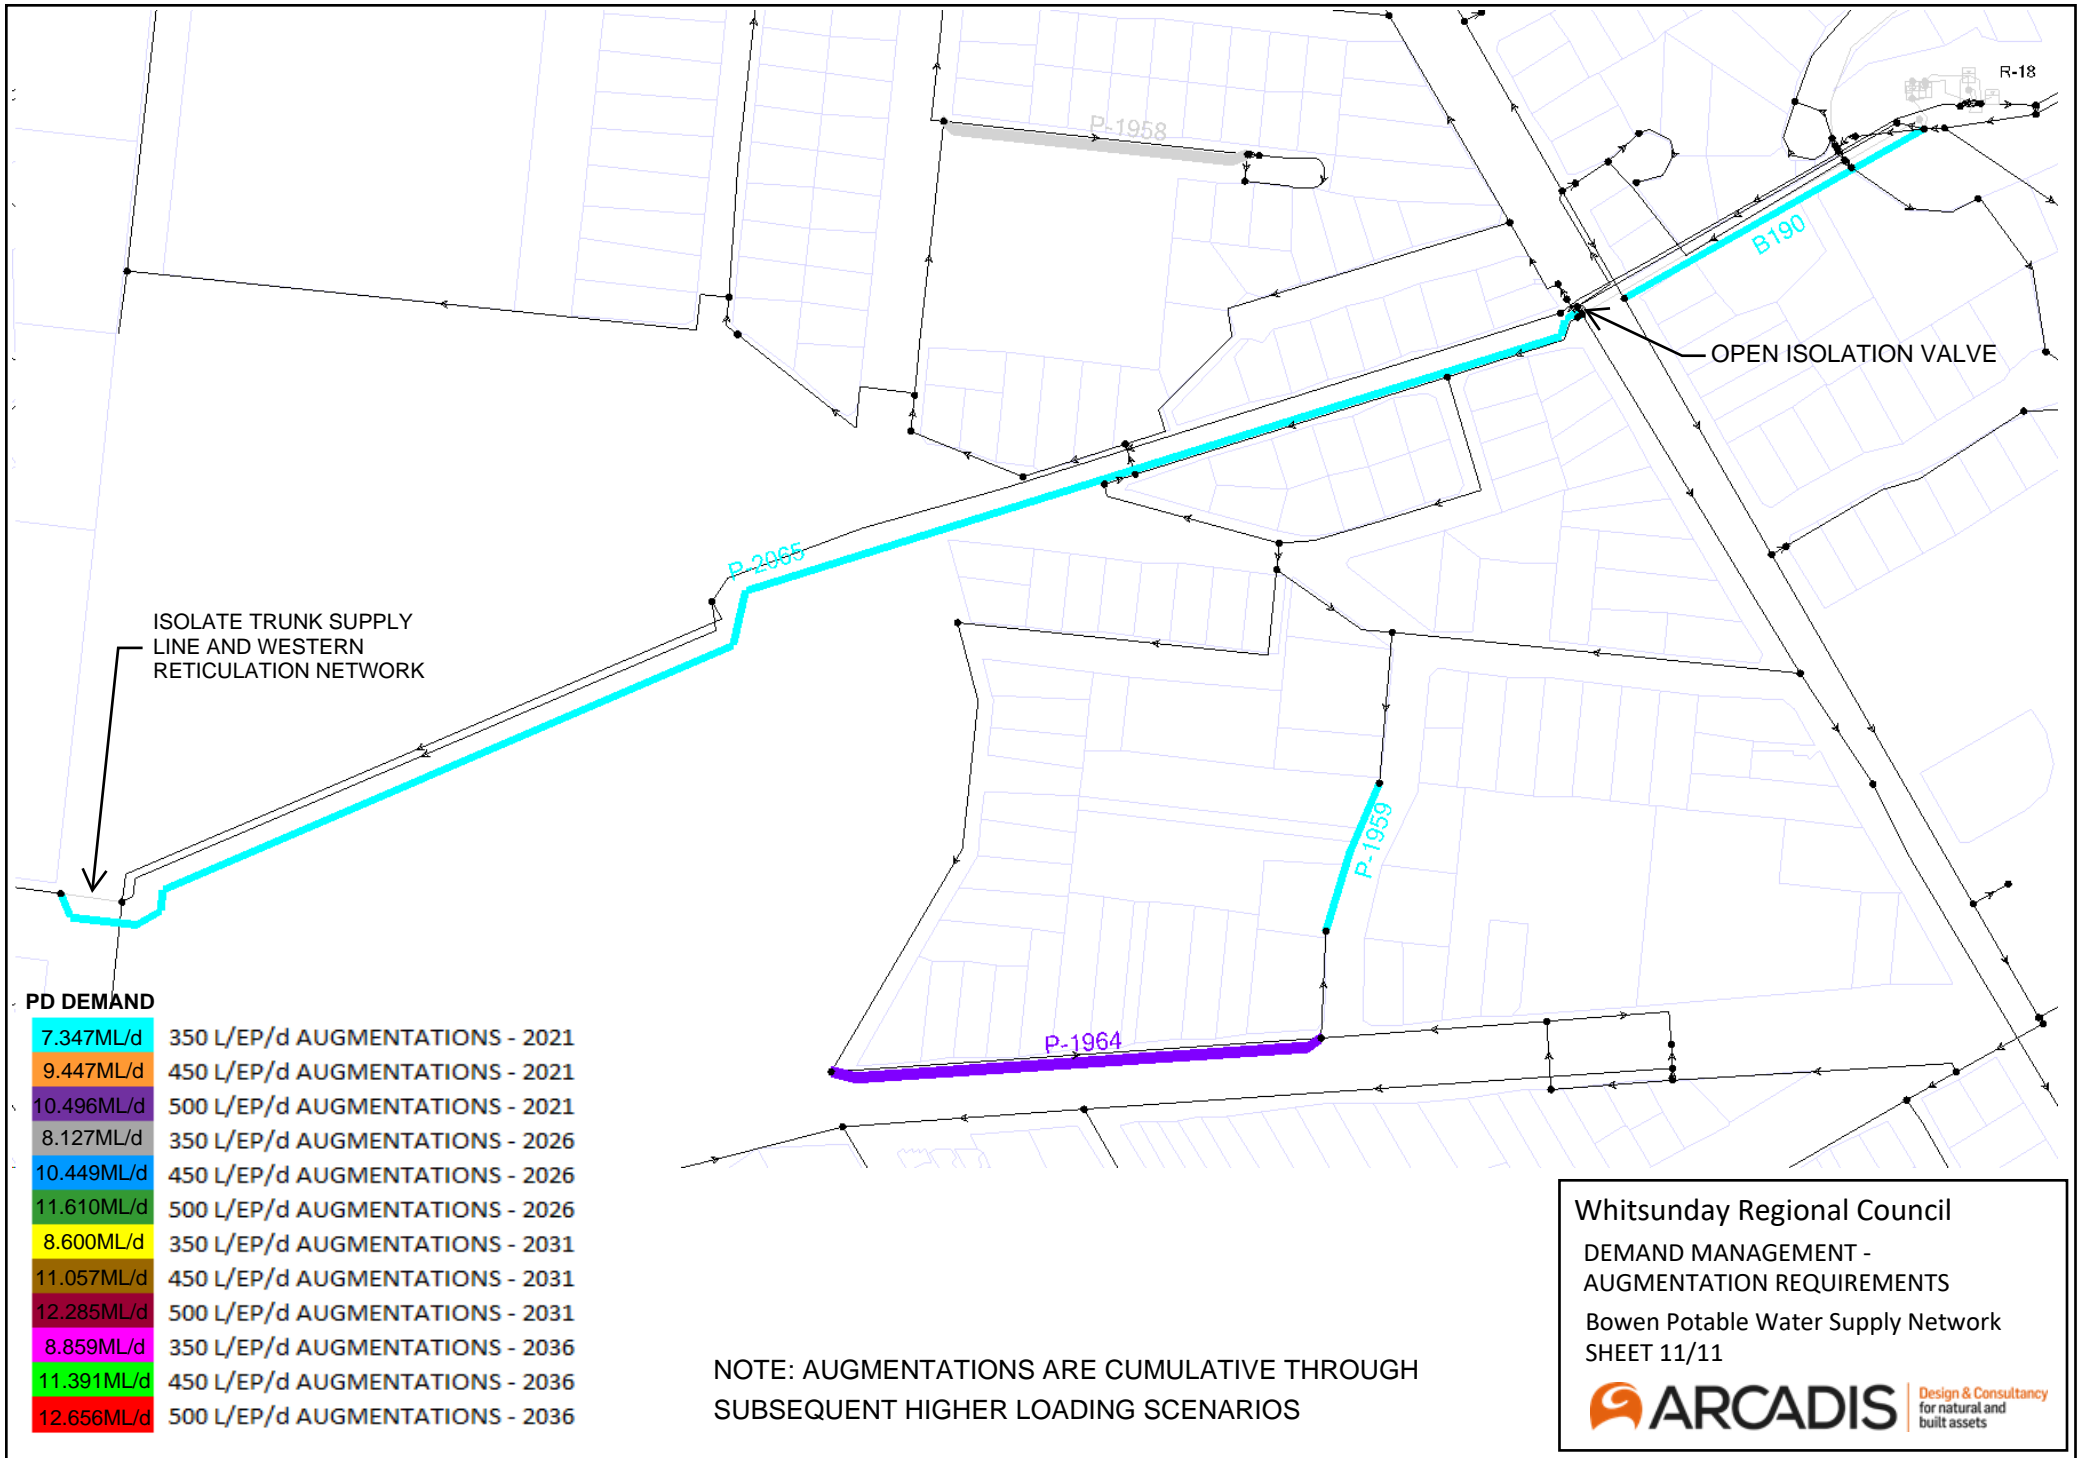 R-18
P-1958
B190
OPEN ISOLATION VALVE
P-2065
ISOLATE TRUNK SUPPLY
LINE AND WESTERN
RETICULATION NETWORK
P-1959
P-1964
PD DEMAND
7.347ML/d 350 L/EP/d AUGMENTATIONS - 2021
9.447ML/d 450 L/EP/d AUGMENTATIONS - 2021
10.496ML/d 500 L/EP/d AUGMENTATIONS - 2021
8.127ML/d 350 L/EP/d AUGMENTATIONS - 2026
10.449ML/d 450 L/EP/d AUGMENTATIONS - 2026
11.610ML/d 500 L/EP/d AUGMENTATIONS - 2026
8.600ML/d 350 L/EP/d AUGMENTATIONS - 2031
11.057ML/d 450 L/EP/d AUGMENTATIONS - 2031
12.285ML/d 500 L/EP/d AUGMENTATIONS - 2031
8.859ML/d 350 L/EP/d AUGMENTATIONS - 2036
11.391ML/d 450 L/EP/d AUGMENTATIONS - 2036
12.656ML/d 500 L/EP/d AUGMENTATIONS - 2036
NOTE: AUGMENTATIONS ARE CUMULATIVE THROUGH
SUBSEQUENT HIGHER LOADING SCENARIOS
Whitsunday Regional Council
DEMAND MANAGEMENT -
AUGMENTATION REQUIREMENTS
Bowen Potable Water Supply Network
SHEET 11/11
ARCADIS
Design & Consultancy
for natural and
built assets